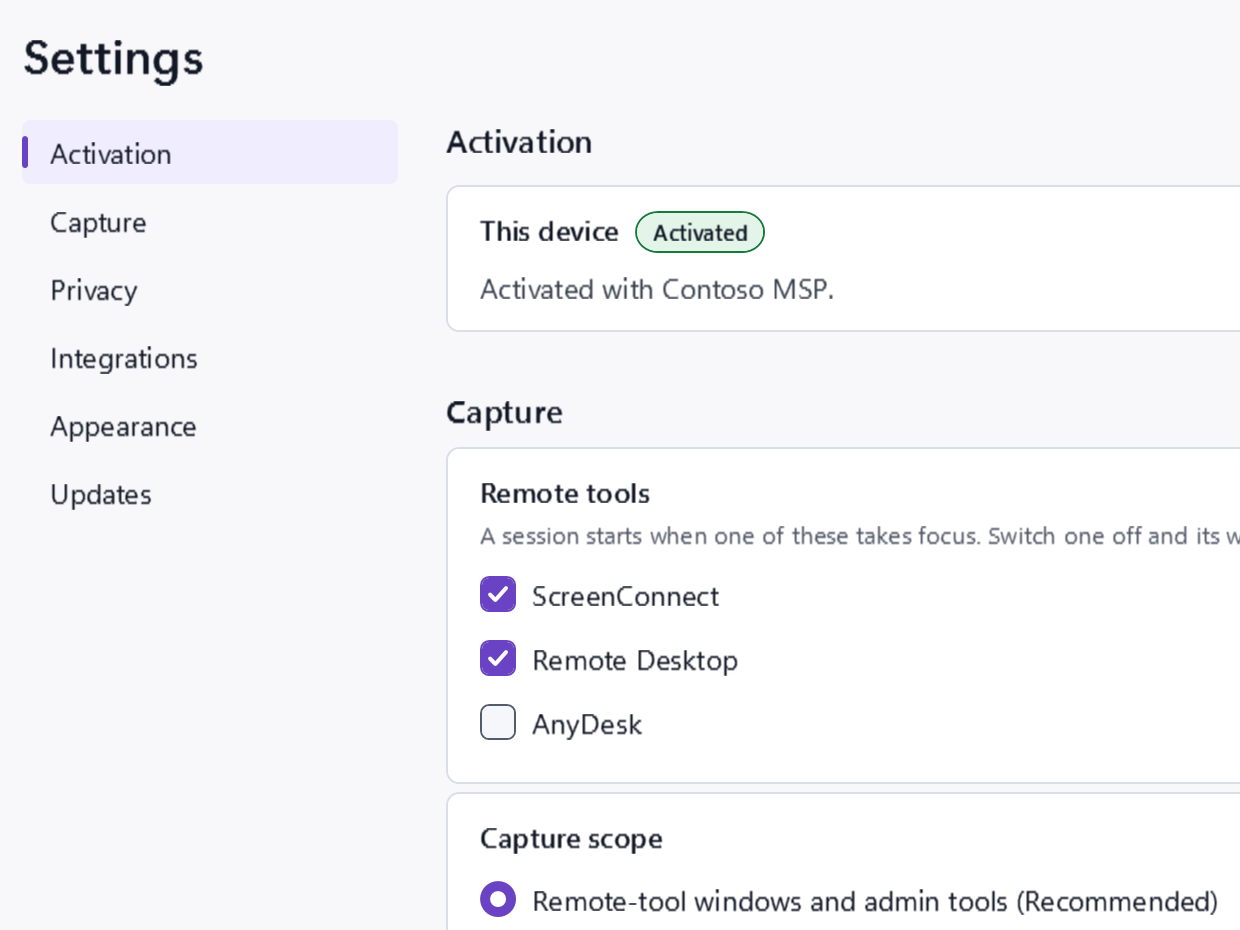 Settings
Activation
Capture
Privacy
Integrations
Appearance
Updates
Activation
This device Activated
Activated with Contoso MSP.
Capture
Remote tools
A session starts when one of these takes focus. Switch one off and its
ScreenConnect
Remote Desktop
AnyDesk
Capture scope
Remote-tool windows and admin tools (Recommended)